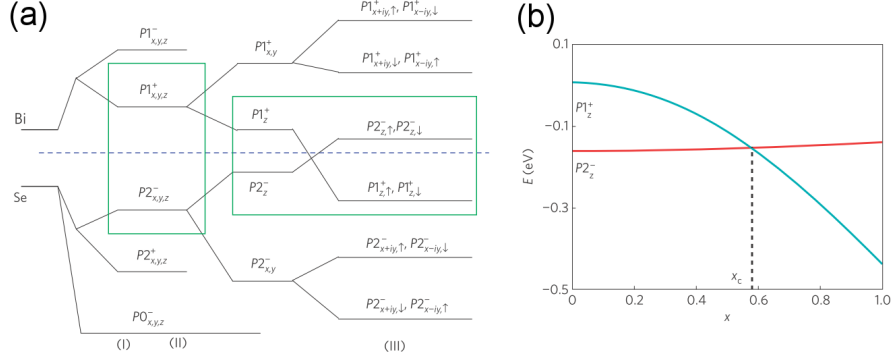 (a)
P1⁺x+iy,↑, P1⁺x−iy,↓
P1⁻x,y,z
P1⁺x,y
P1⁺x+iy,↓, P1⁺x−iy,↑
P1⁺x,y,z
Bi
P1⁺z
P2⁻z,↑,P2⁻z,↓
Se
P2⁻x,y,z
P2⁻z
P1⁺z,↑, P1⁺z,↓
P2⁺x,y,z
P2⁻x,y
P2⁻x+iy,↑, P2⁻x−iy,↓
P2⁻x+iy,↓, P2⁻x−iy,↑
P0⁻x,y,z
(I) (II) (III)
(b)
0.1
−0.1
−0.3
−0.5
E (eV)
P1⁺z
P2⁻z
xc
0 0.2 0.4 0.6 0.8 1.0
x